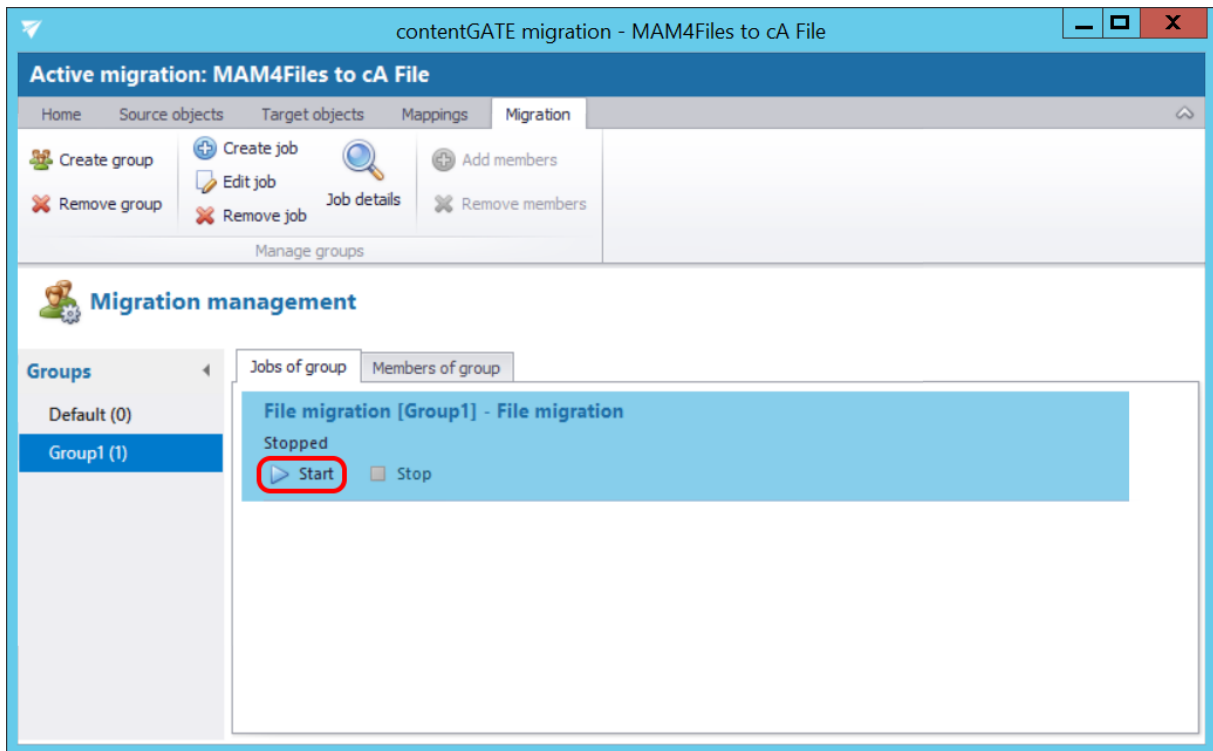 contentGATE migration - MAM4Files to cA File
Active migration: MAM4Files to cA File
Home Source objects Target objects Mappings Migration
Create group
Remove group
Create job
Edit job
Remove job
Job details
Add members
Remove members
Manage groups
Migration management
Groups
Default (0)
Group1 (1)
Jobs of group Members of group
File migration [Group1] - File migration
Stopped
Start Stop